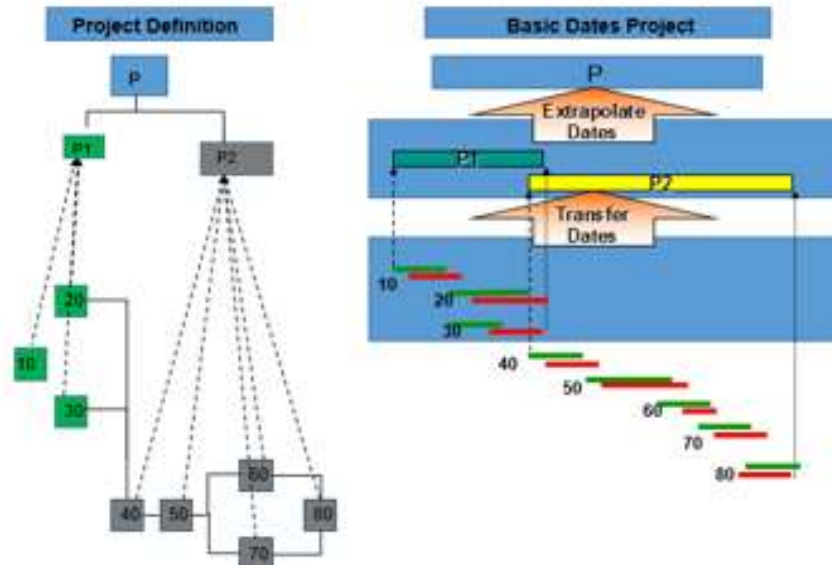 Project Definition
P
P1
P2
20
10
30
60
40
50
80
70
Basic Dates Project
P
Extrapolate
Dates
P1
P2
Transfer
Dates
10
20
30
40
50
60
70
80